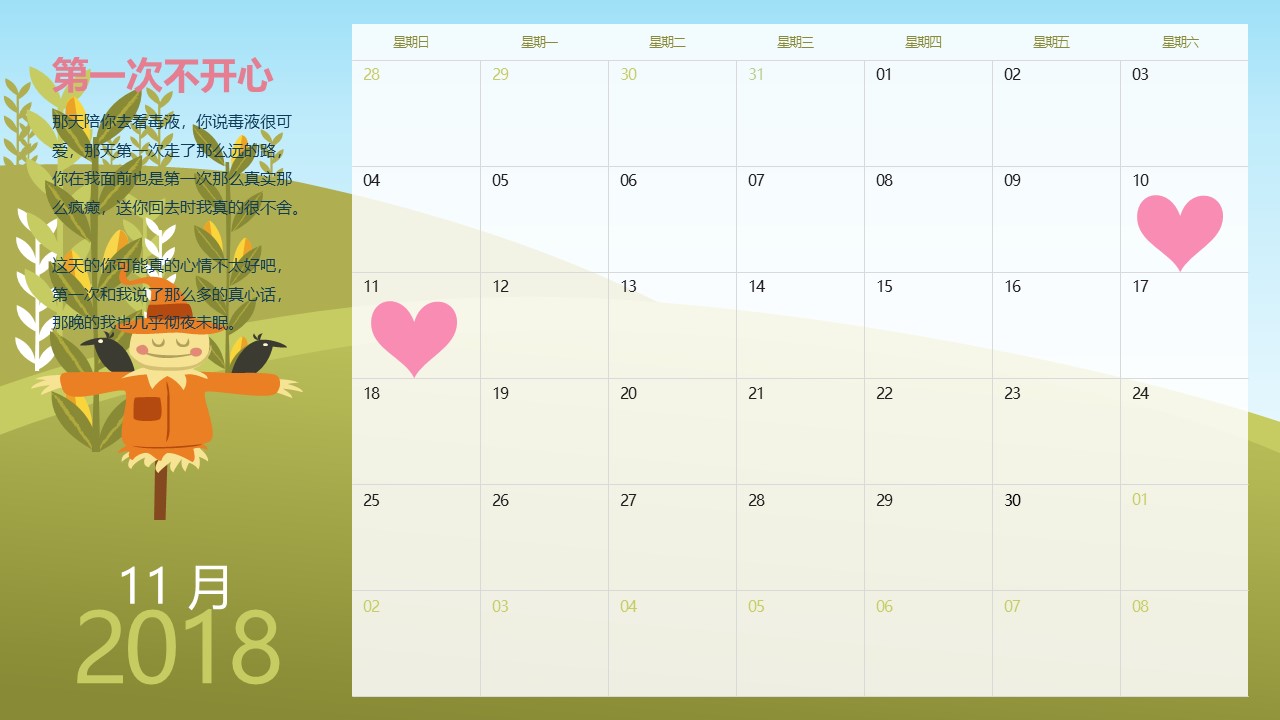 第一次不开心
那天陪你去看毒液，你说毒液很可
爱，那天第一次走了那么远的路，
你在我面前也是第一次那么真实那
么疯癫，送你回去时我真的很不舍。
这天的你可能真的心情不太好吧，
第一次和我说了那么多的真心话，
那晚的我也几乎彻夜未眠。
11 月
2018
星期日 星期一 星期二 星期三 星期四 星期五 星期六
28 29 30 31 01 02 03
04 05 06 07 08 09 10
11 12 13 14 15 16 17
18 19 20 21 22 23 24
25 26 27 28 29 30 01
02 03 04 05 06 07 08